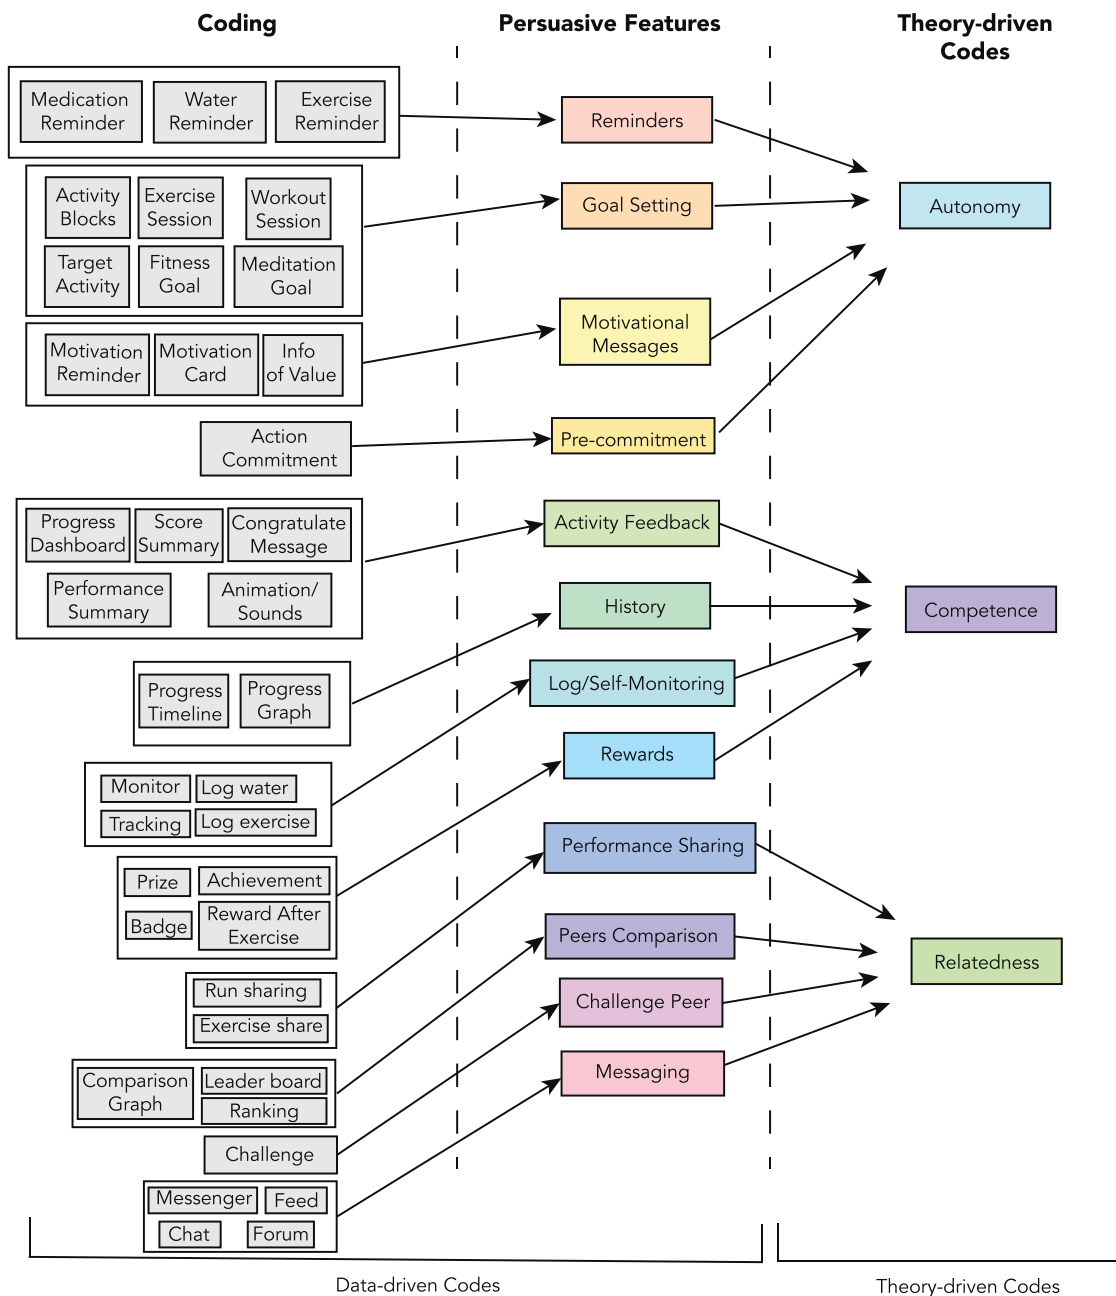 Coding
Persuasive Features
Theory-driven
Codes
Medication
Reminder
Water
Reminder
Exercise
Reminder
Reminders
Activity
Blocks
Exercise
Session
Workout
Session
Target
Activity
Fitness
Goal
Meditation
Goal
Goal Setting
Autonomy
Motivation
Reminder
Motivation
Card
Info
of Value
Motivational
Messages
Action
Commitment
Pre-commitment
Progress
Dashboard
Score
Summary
Congratulate
Message
Performance
Summary
Animation/
Sounds
Activity Feedback
History
Competence
Progress
Timeline
Progress
Graph
Log/Self-Monitoring
Monitor
Log water
Tracking
Log exercise
Rewards
Prize
Achievement
Badge
Reward After
Exercise
Performance Sharing
Run sharing
Exercise share
Peers Comparison
Relatedness
Comparison
Graph
Leader board
Ranking
Challenge Peer
Challenge
Messaging
Messenger
Feed
Chat
Forum
Data-driven Codes
Theory-driven Codes